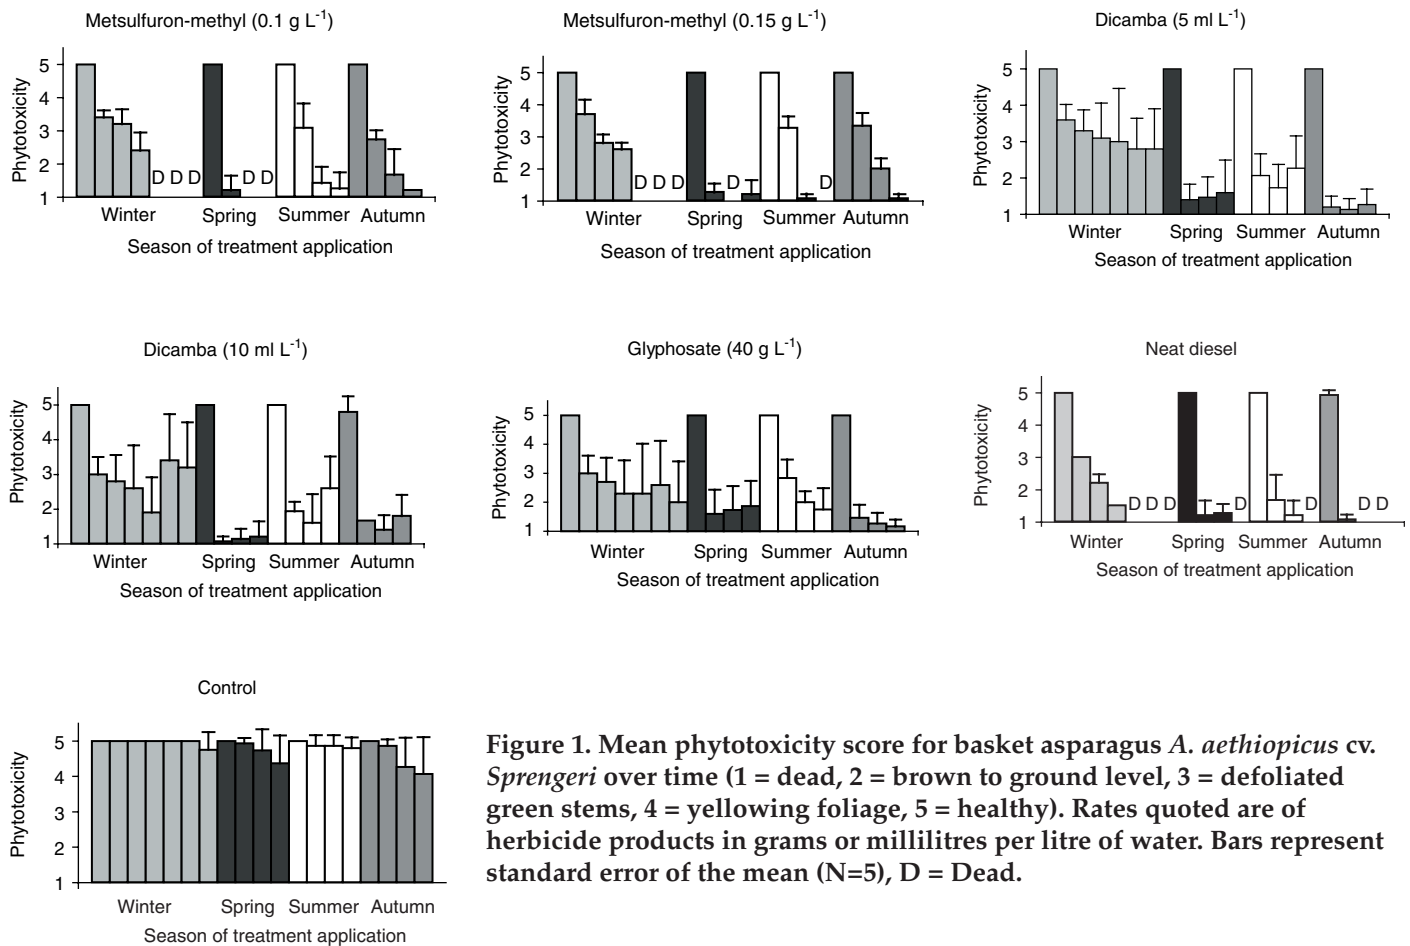 Metsulfuron-methyl (0.1 g L-1)
Phytotoxicity
5
4
3
2
1
D D D
D D
Winter Spring Summer Autumn
Season of treatment application
Metsulfuron-methyl (0.15 g L-1)
Phytotoxicity
5
4
3
2
1
D D D
D
D
Winter Spring Summer Autumn
Season of treatment application
Dicamba (5 ml L-1)
Phytotoxicity
5
4
3
2
1
Winter Spring Summer Autumn
Season of treatment application
Dicamba (10 ml L-1)
Phytotoxicity
5
4
3
2
1
Winter Spring Summer Autumn
Season of treatment application
Glyphosate (40 g L-1)
Phytotoxicity
5
4
3
2
1
Winter Spring Summer Autumn
Season of treatment application
Neat diesel
Phytotoxicity
5
4
3
2
1
D D D
D
D
D D
Winter Spring Summer Autumn
Season of treatment application
Control
Phytotoxicity
5
4
3
2
1
Winter Spring Summer Autumn
Season of treatment application
Figure 1. Mean phytotoxicity score for basket asparagus A. aethiopicus cv.
Sprengeri over time (1 = dead, 2 = brown to ground level, 3 = defoliated
green stems, 4 = yellowing foliage, 5 = healthy). Rates quoted are of
herbicide products in grams or millilitres per litre of water. Bars represent
standard error of the mean (N=5), D = Dead.